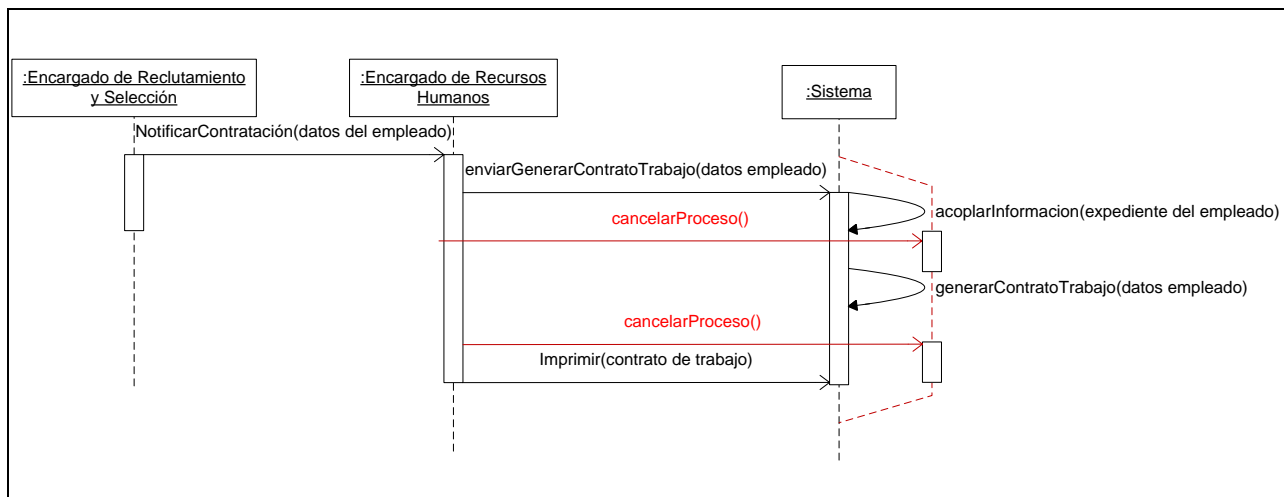 :Encargado de Reclutamiento
y Selección
:Encargado de Recursos
Humanos
:Sistema
NotificarContratación(datos del empleado)
enviarGenerarContratoTrabajo(datos empleado)
acoplarInformacion(expediente del empleado)
cancelarProceso()
generarContratoTrabajo(datos empleado)
cancelarProceso()
Imprimir(contrato de trabajo)